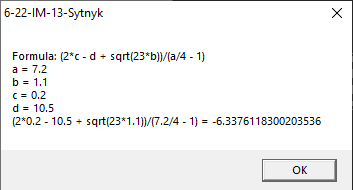 6-22-IM-13-Sytnyk
Formula: (2*c - d + sqrt(23*b))/(a/4 - 1)
a = 7.2
b = 1.1
c = 0.2
d = 10.5
(2*0.2 - 10.5 + sqrt(23*1.1))/(7.2/4 - 1) = -6.3376118300203536
OK